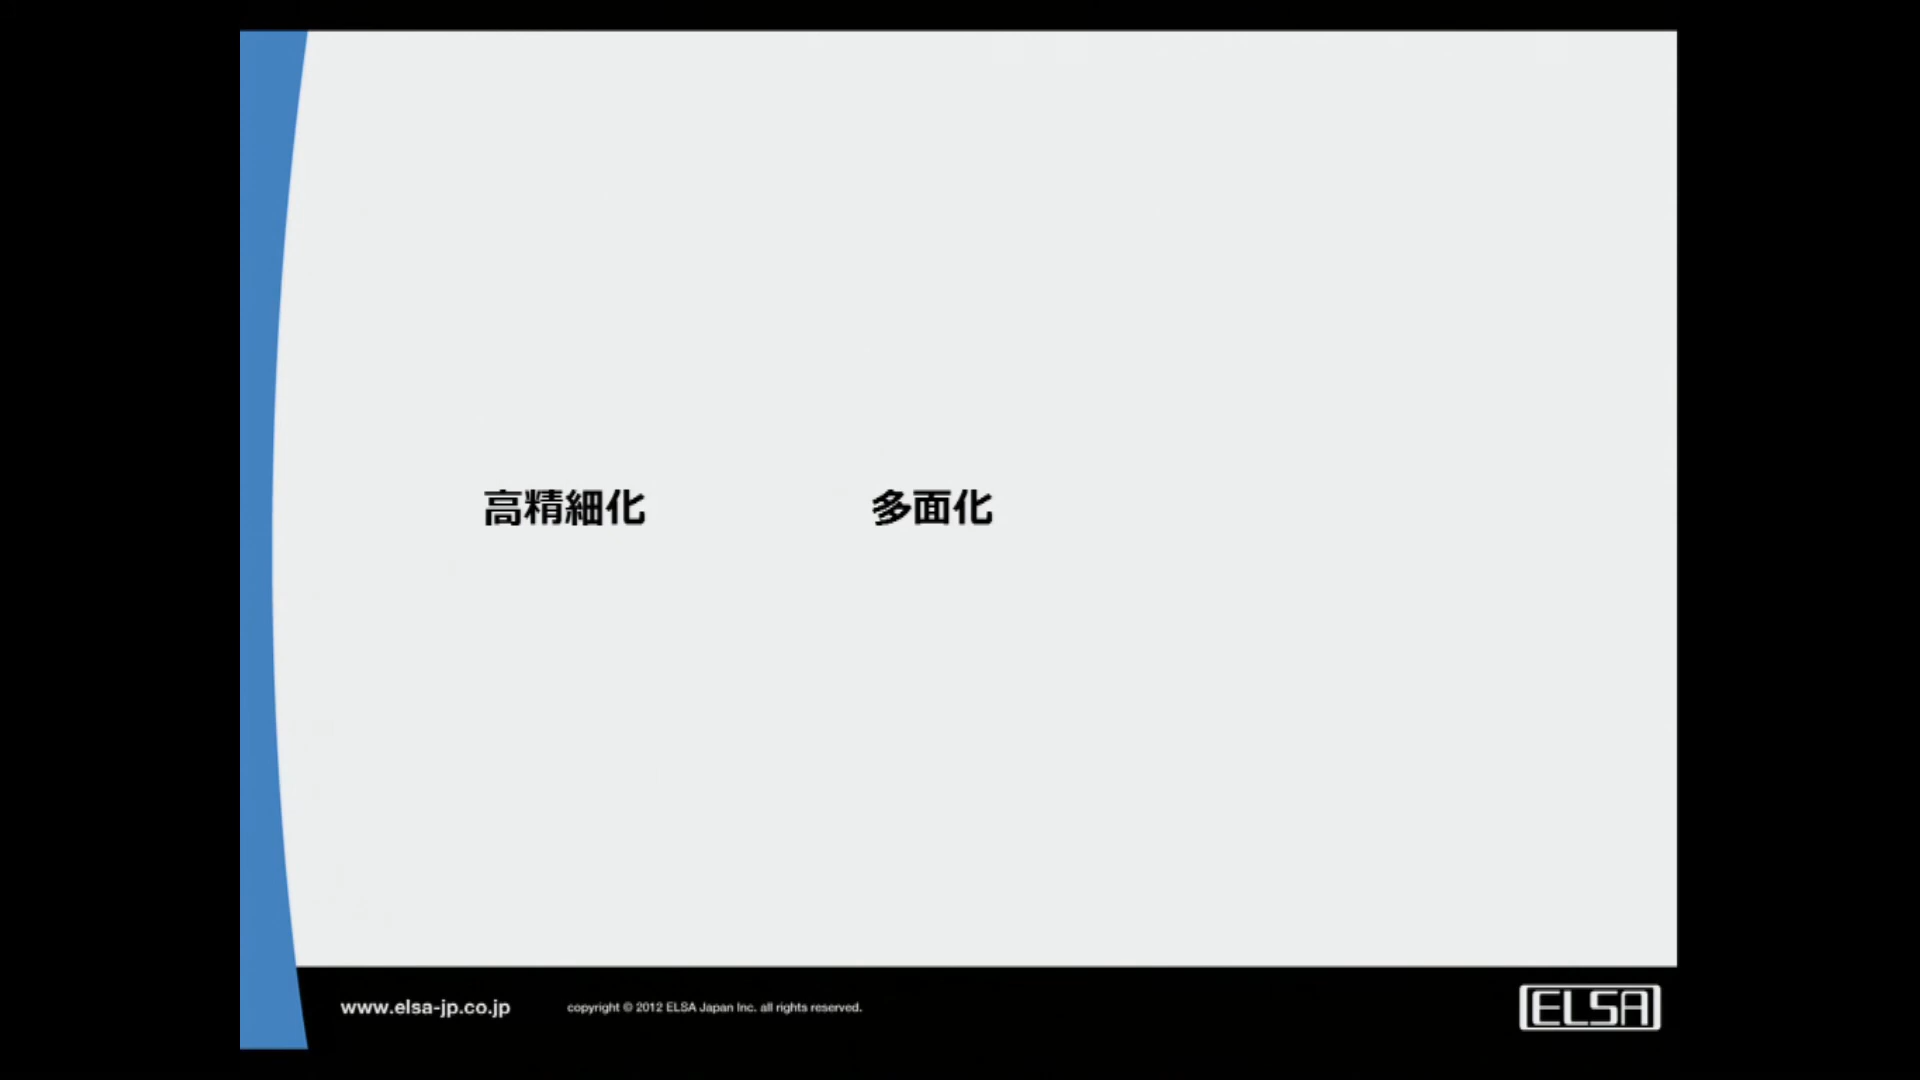 高精細化 多面化
www.elsa-jp.co.jp copyright © 2012 ELSA Japan Inc. all rights reserved. ELSA